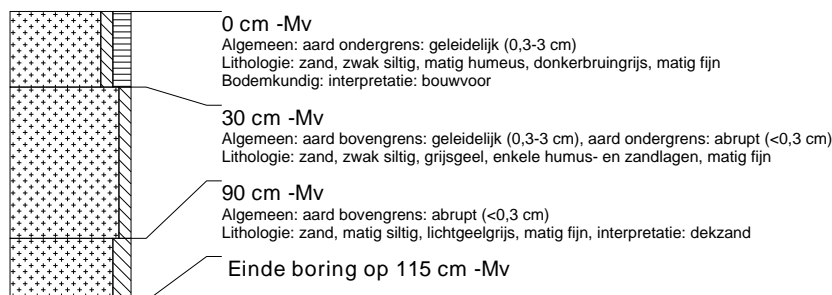 0 cm -Mv
Algemeen: aard ondergrens: geleidelijk (0,3-3 cm)
Lithologie: zand, zwak siltig, matig humeus, donkerbruingrijs, matig fijn
Bodemkundig: interpretatie: bouwvoor
30 cm -Mv
Algemeen: aard bovengrens: geleidelijk (0,3-3 cm), aard ondergrens: abrupt (<0,3 cm)
Lithologie: zand, zwak siltig, grijsgeel, enkele humus- en zandlagen, matig fijn
90 cm -Mv
Algemeen: aard bovengrens: abrupt (<0,3 cm)
Lithologie: zand, matig siltig, lichtgeelgrijs, matig fijn, interpretatie: dekzand
Einde boring op 115 cm -Mv